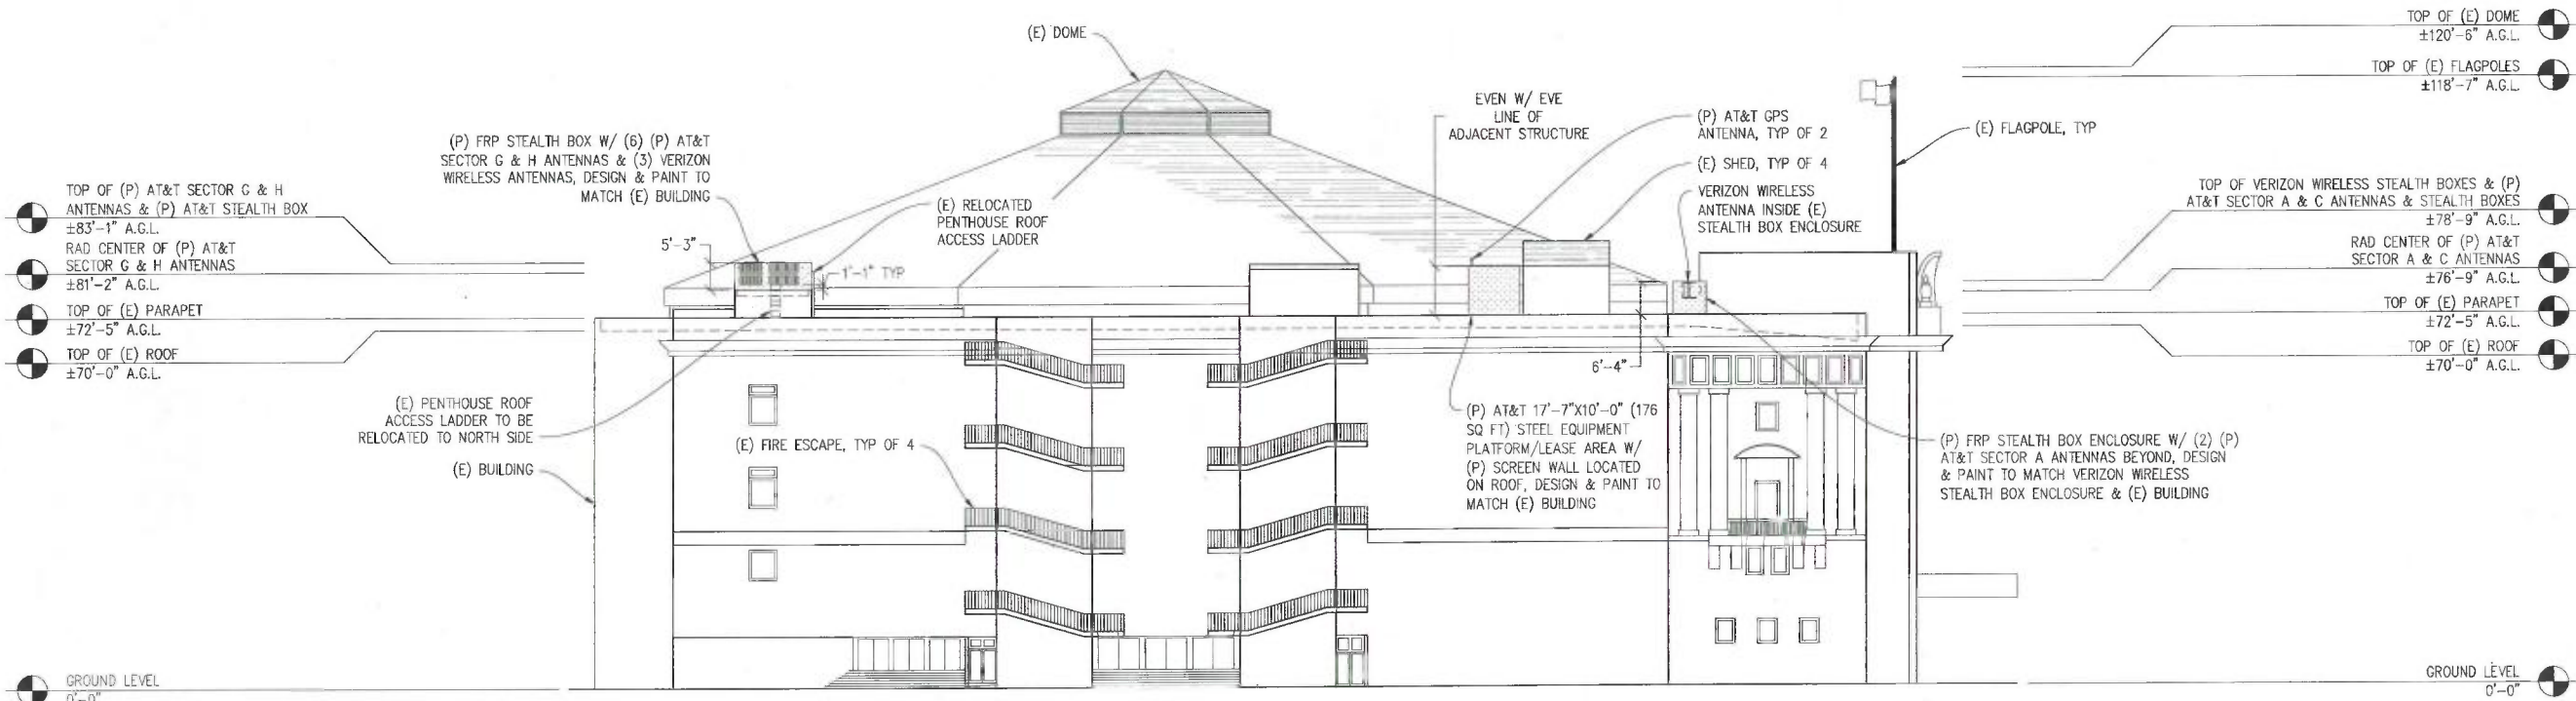 (E) DOME
(P) FRP STEALTH BOX W/ (6) (P) AT&T
SECTOR G & H ANTENNAS & (3) VERIZON
WIRELESS ANTENNAS, DESIGN & PAINT TO
MATCH (E) BUILDING
TOP OF (P) AT&T SECTOR G & H
ANTENNAS & (P) AT&T STEALTH BOX
±83'-1" A.G.L.
RAD CENTER OF (P) AT&T
SECTOR G & H ANTENNAS
±81'-2" A.G.L.
TOP OF (E) PARAPET
±72'-5" A.G.L.
TOP OF (E) ROOF
±70'-0" A.G.L.
5'-3"
1'-1" TYP
(E) RELOCATED
PENTHOUSE ROOF
ACCESS LADDER
(E) PENTHOUSE ROOF
ACCESS LADDER TO BE
RELOCATED TO NORTH SIDE
(E) BUILDING
(E) FIRE ESCAPE, TYP OF 4
GROUND LEVEL
0'-0"
EVEN W/ EVE
LINE OF
ADJACENT STRUCTURE
(P) AT&T GPS
ANTENNA, TYP OF 2
(E) SHED, TYP OF 4
VERIZON WIRELESS
ANTENNA INSIDE (E)
STEALTH BOX ENCLOSURE
6'-4"
(P) AT&T 17'-7"X10'-0" (176
SQ FT) STEEL EQUIPMENT
PLATFORM/LEASE AREA W/
(P) SCREEN WALL LOCATED
ON ROOF, DESIGN & PAINT TO
MATCH (E) BUILDING
(E) FLAGPOLE, TYP
(P) FRP STEALTH BOX ENCLOSURE W/ (2) (P)
AT&T SECTOR A ANTENNAS BEYOND, DESIGN
& PAINT TO MATCH VERIZON WIRELESS
STEALTH BOX ENCLOSURE & (E) BUILDING
TOP OF (E) DOME
±120'-6" A.G.L.
TOP OF (E) FLAGPOLES
±118'-7" A.G.L.
TOP OF VERIZON WIRELESS STEALTH BOXES & (P)
AT&T SECTOR A & C ANTENNAS & STEALTH BOXES
±78'-9" A.G.L.
RAD CENTER OF (P) AT&T
SECTOR A & C ANTENNAS
±76'-9" A.G.L.
TOP OF (E) PARAPET
±72'-5" A.G.L.
TOP OF (E) ROOF
±70'-0" A.G.L.
GROUND LEVEL
0'-0"